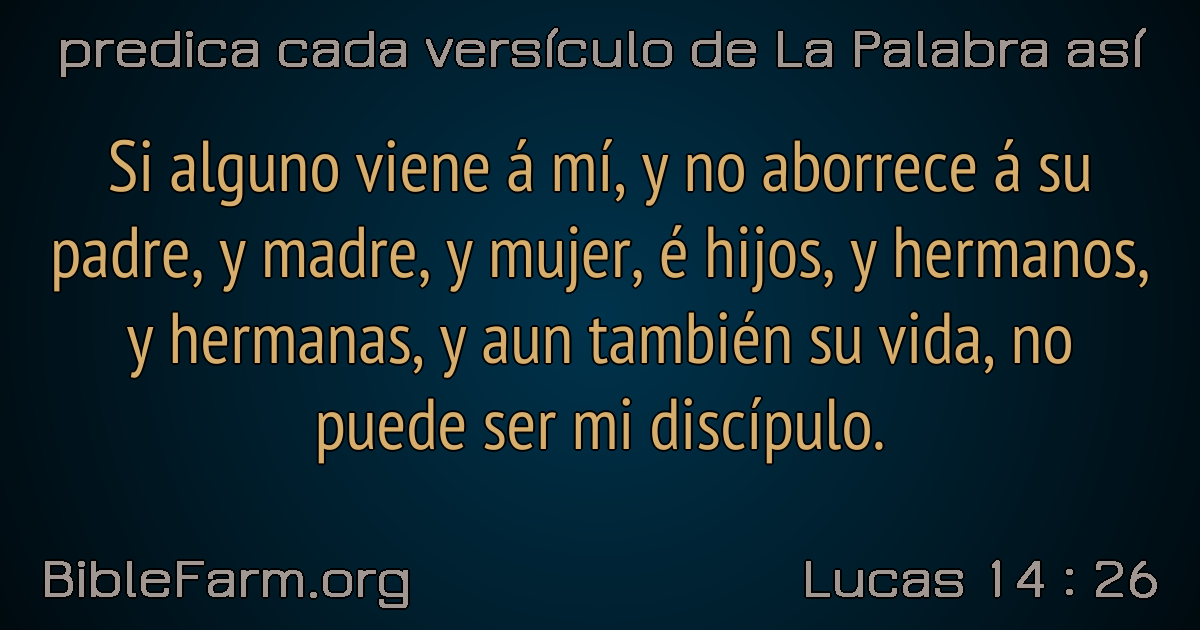 predica cada versículo de La Palabra así
Si alguno viene á mí, y no aborrece á su
padre, y madre, y mujer, é hijos, y hermanos,
y hermanas, y aun también su vida, no
puede ser mi discípulo.
BibleFarm.org
Lucas 14 : 26